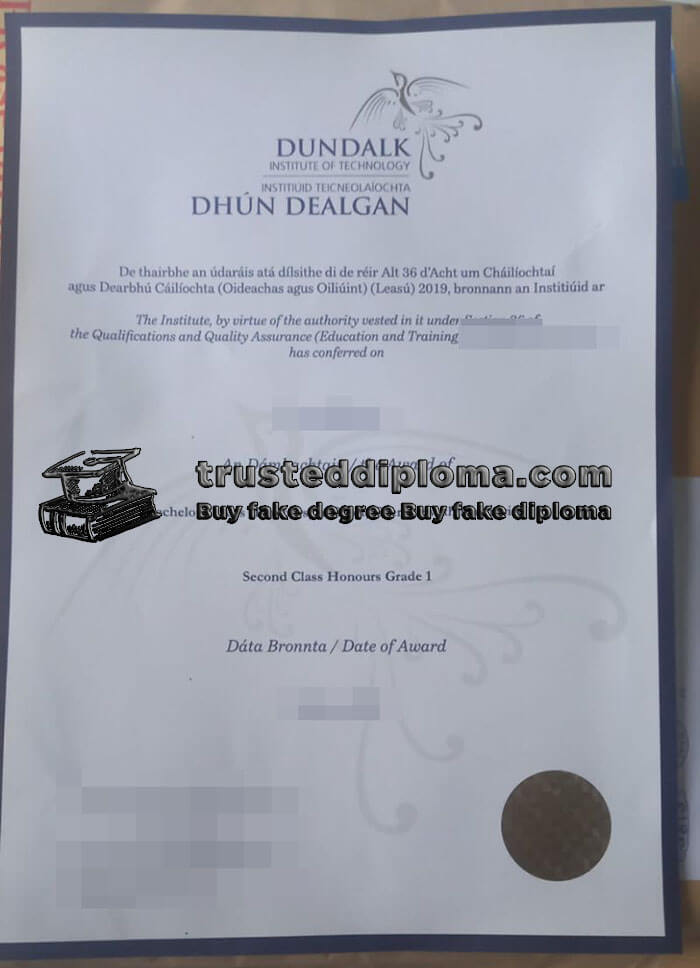 DUNDALK
INSTITUTE OF TECHNOLOGY
INSTITIÚID TEICNEOLAÍOCHTA
DHÚN DEALGAN
De thairbhe an údaráis atá dílsithe di de réir Alt 36 d'Acht um Cháilíochtaí
agus Dearbhú Cáilíochta (Oideachas agus Oiliúint) (Leasú) 2019, bronnann an Institiúid ar
The Institute, by virtue of the authority vested in it under
the Qualifications and Quality Assurance (Education and Training
has conferred on
Award of
trusteddiploma.com
Buy fake degree Buy fake diploma
Second Class Honours Grade 1
Dáta Bronnta / Date of Award